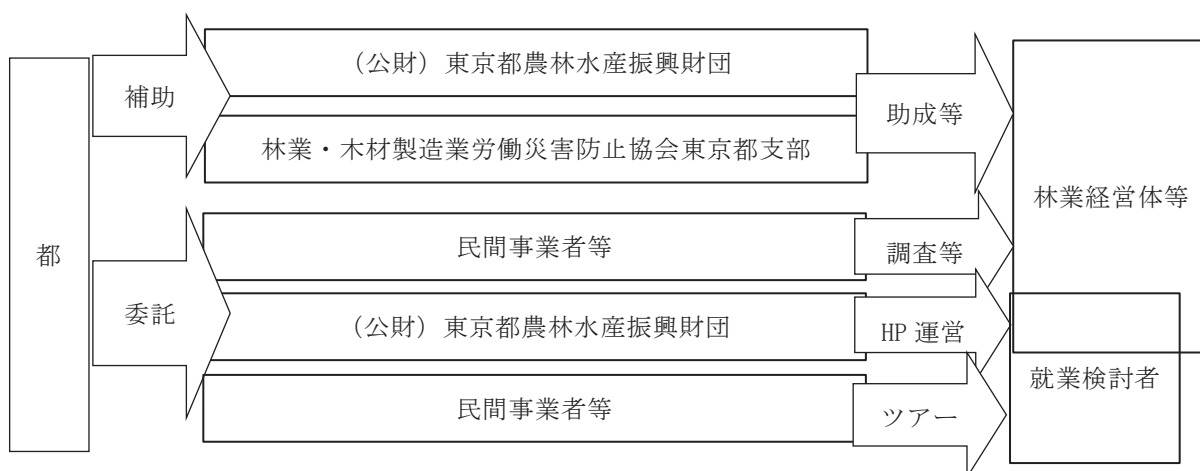 都
補助
(公財)東京都農林水産振興財団
林業・木材製造業労働災害防止協会東京都支部
助成等
林業経営体等
委託
民間事業者等
調査等
(公財)東京都農林水産振興財団
HP 運営
民間事業者等
ツアー
就業検討者